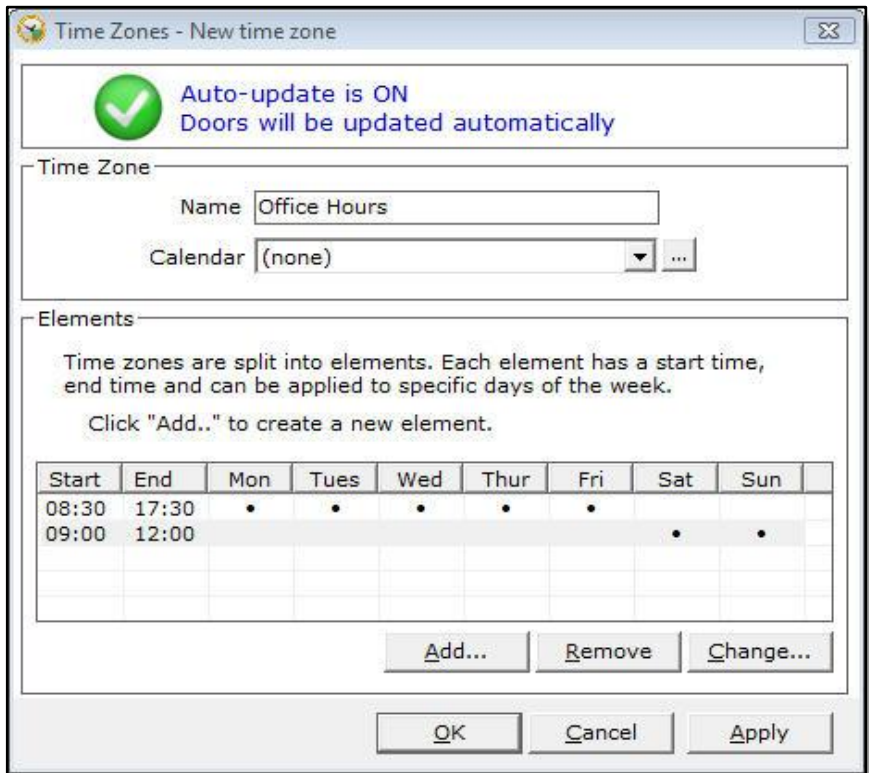 Time Zones - New time zone
Auto-update is ON
Doors will be updated automatically
Time Zone
Name Office Hours
Calendar (none) ...
Elements
Time zones are split into elements. Each element has a start time,
end time and can be applied to specific days of the week.
Click "Add.." to create a new element.
Start End Mon Tues Wed Thur Fri Sat Sun
08:30 17:30 • • • • •
09:00 12:00 • •
Add... Remove Change...
OK Cancel Apply